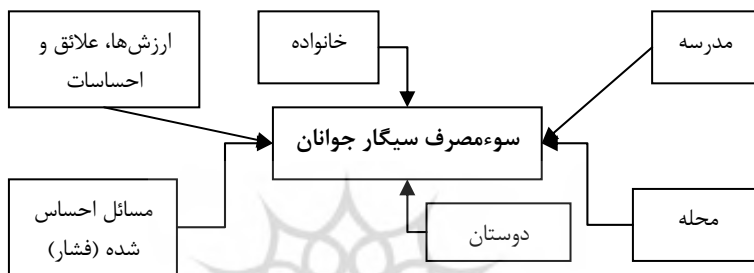 مدرسه
خانواده
ارزش‌ها، علائق و
احساسات
سوءمصرف سیگار جوانان
محله
دوستان
مسائل احساس
شده (فشار)